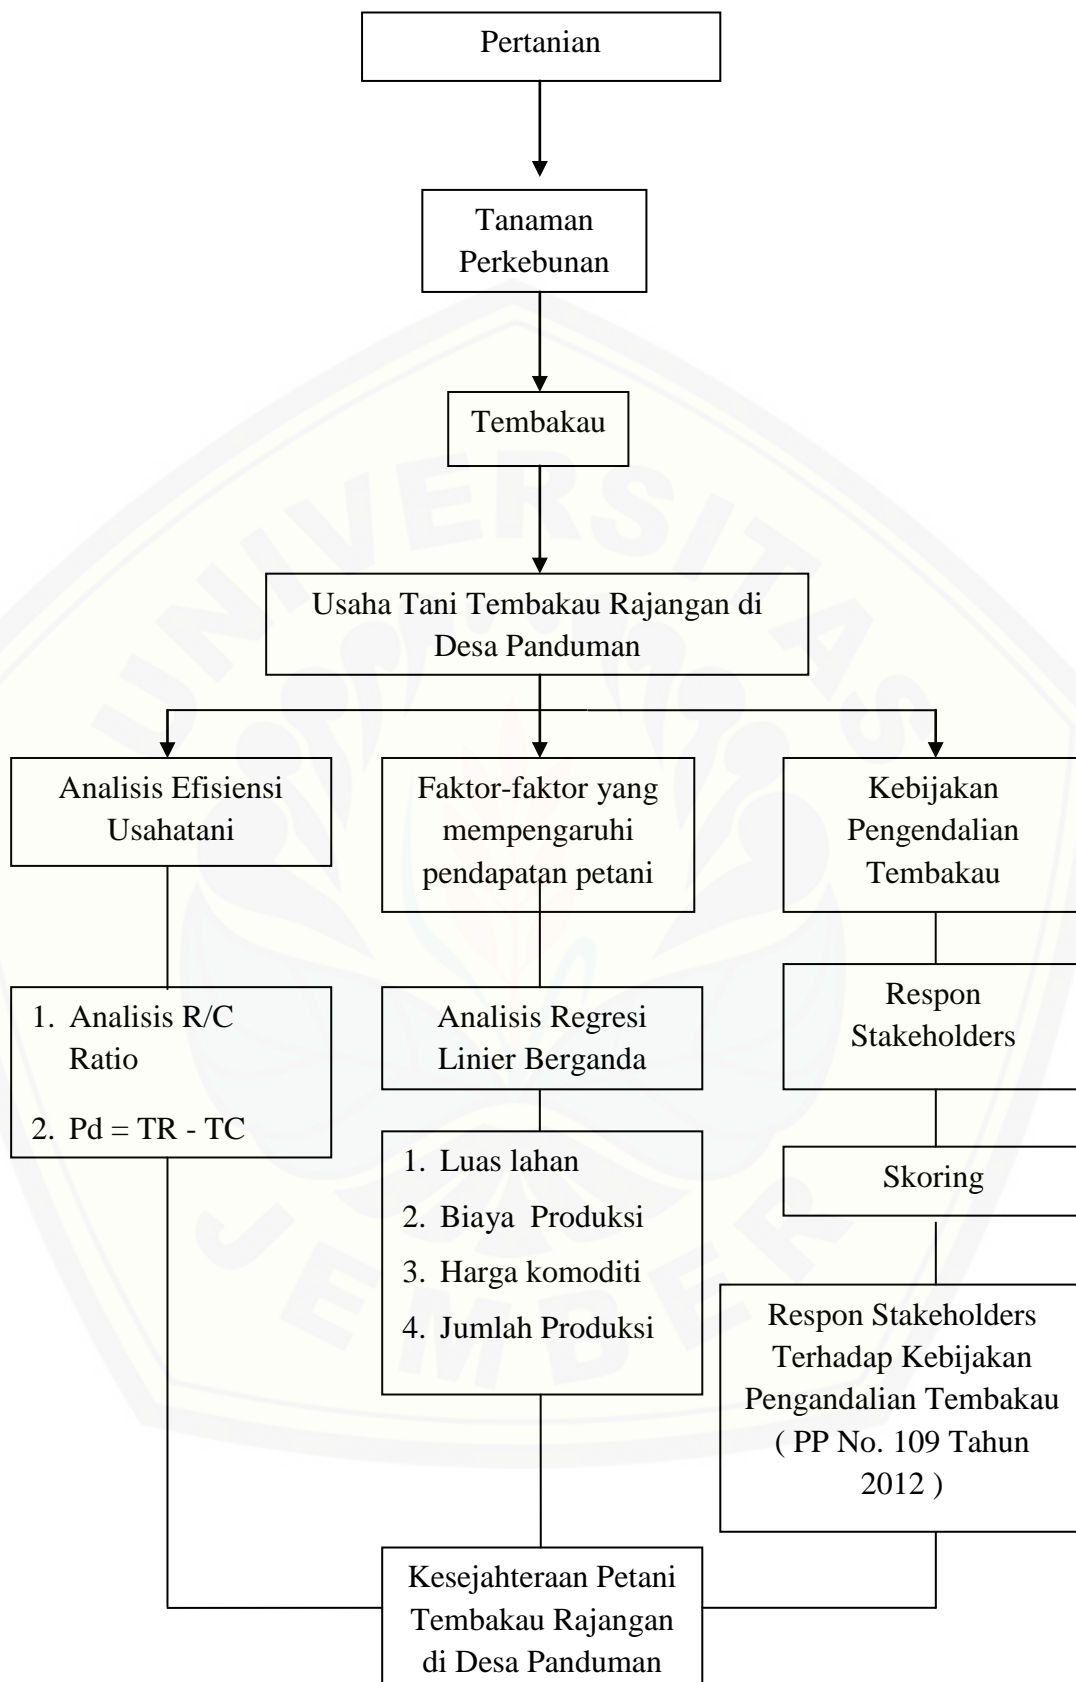 Pertanian
Tanaman
Perkebunan
Tembakau
Usaha Tani Tembakau Rajangan di
Desa Panduman
Analisis Efisiensi
Usahatani
Faktor-faktor yang
mempengaruhi
pendapatan petani
Kebijakan
Pengendalian
Tembakau
1. Analisis R/C
Ratio
2. Pd = TR - TC
Analisis Regresi
Linier Berganda
Respon
Stakeholders
1. Luas lahan
2. Biaya Produksi
3. Harga komoditi
4. Jumlah Produksi
Skoring
Respon Stakeholders
Terhadap Kebijakan
Pengandalian Tembakau
( PP No. 109 Tahun
2012 )
Kesejahteraan Petani
Tembakau Rajangan
di Desa Panduman
UNIVERSITAS
JEMBER